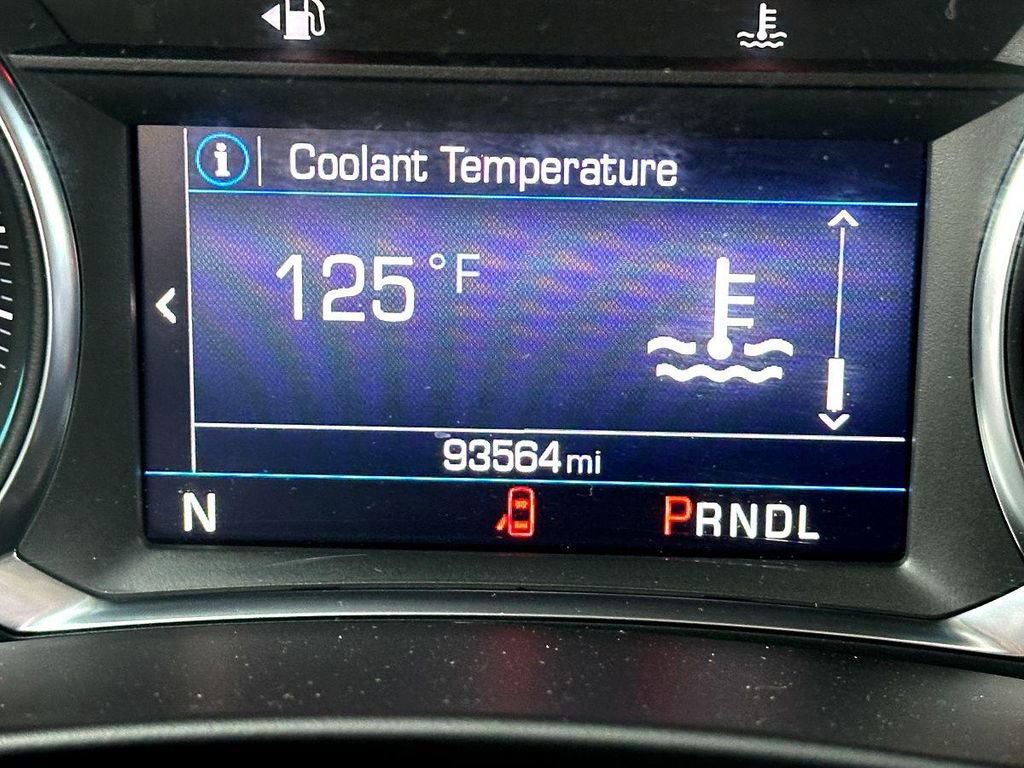 i Coolant Temperature
125 °F
93564 mi
N PRNDL